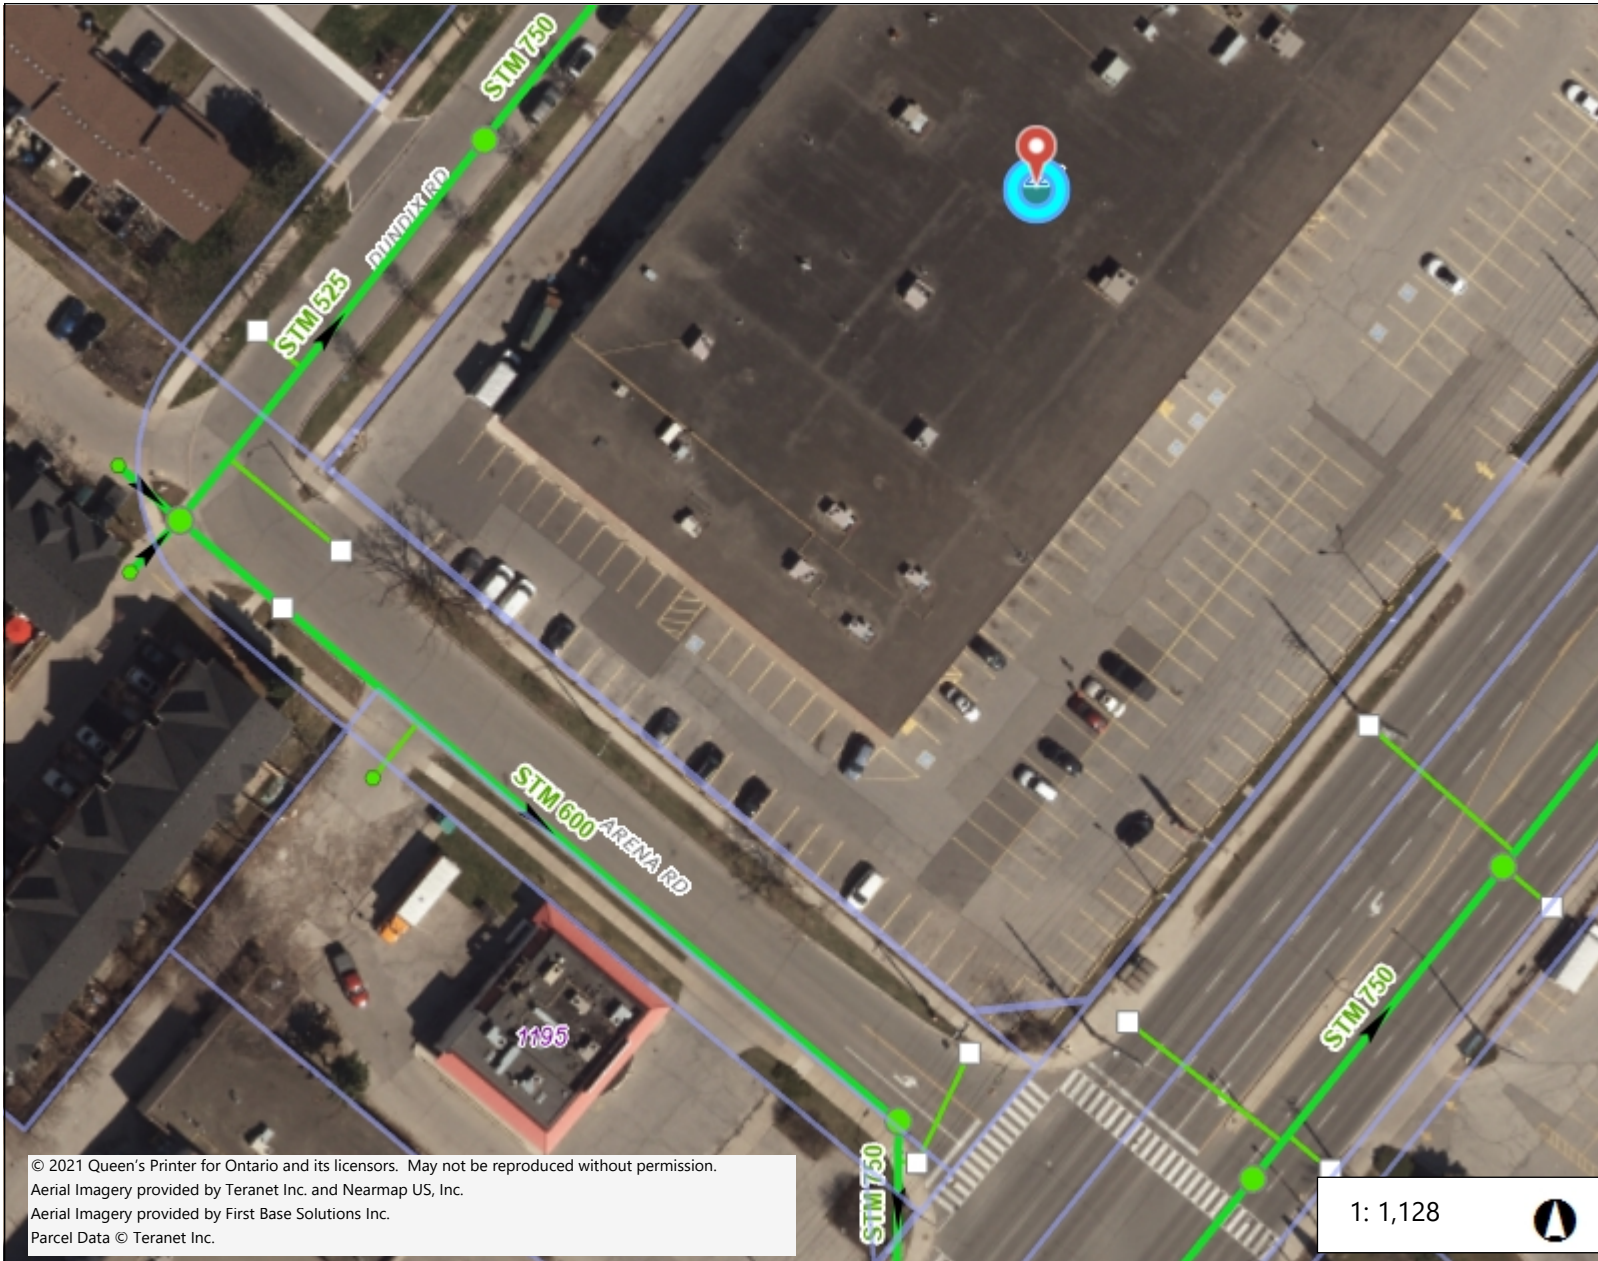 STM 750
DUNDIX RD
STM 525
STM 600
ARENA RD
1195
STM 750
STM 750
© 2021 Queen's Printer for Ontario and its licensors.  May not be reproduced without permission.
Aerial Imagery provided by Teranet Inc. and Nearmap US, Inc.
Aerial Imagery provided by First Base Solutions Inc.
Parcel Data © Teranet Inc.
1: 1,128